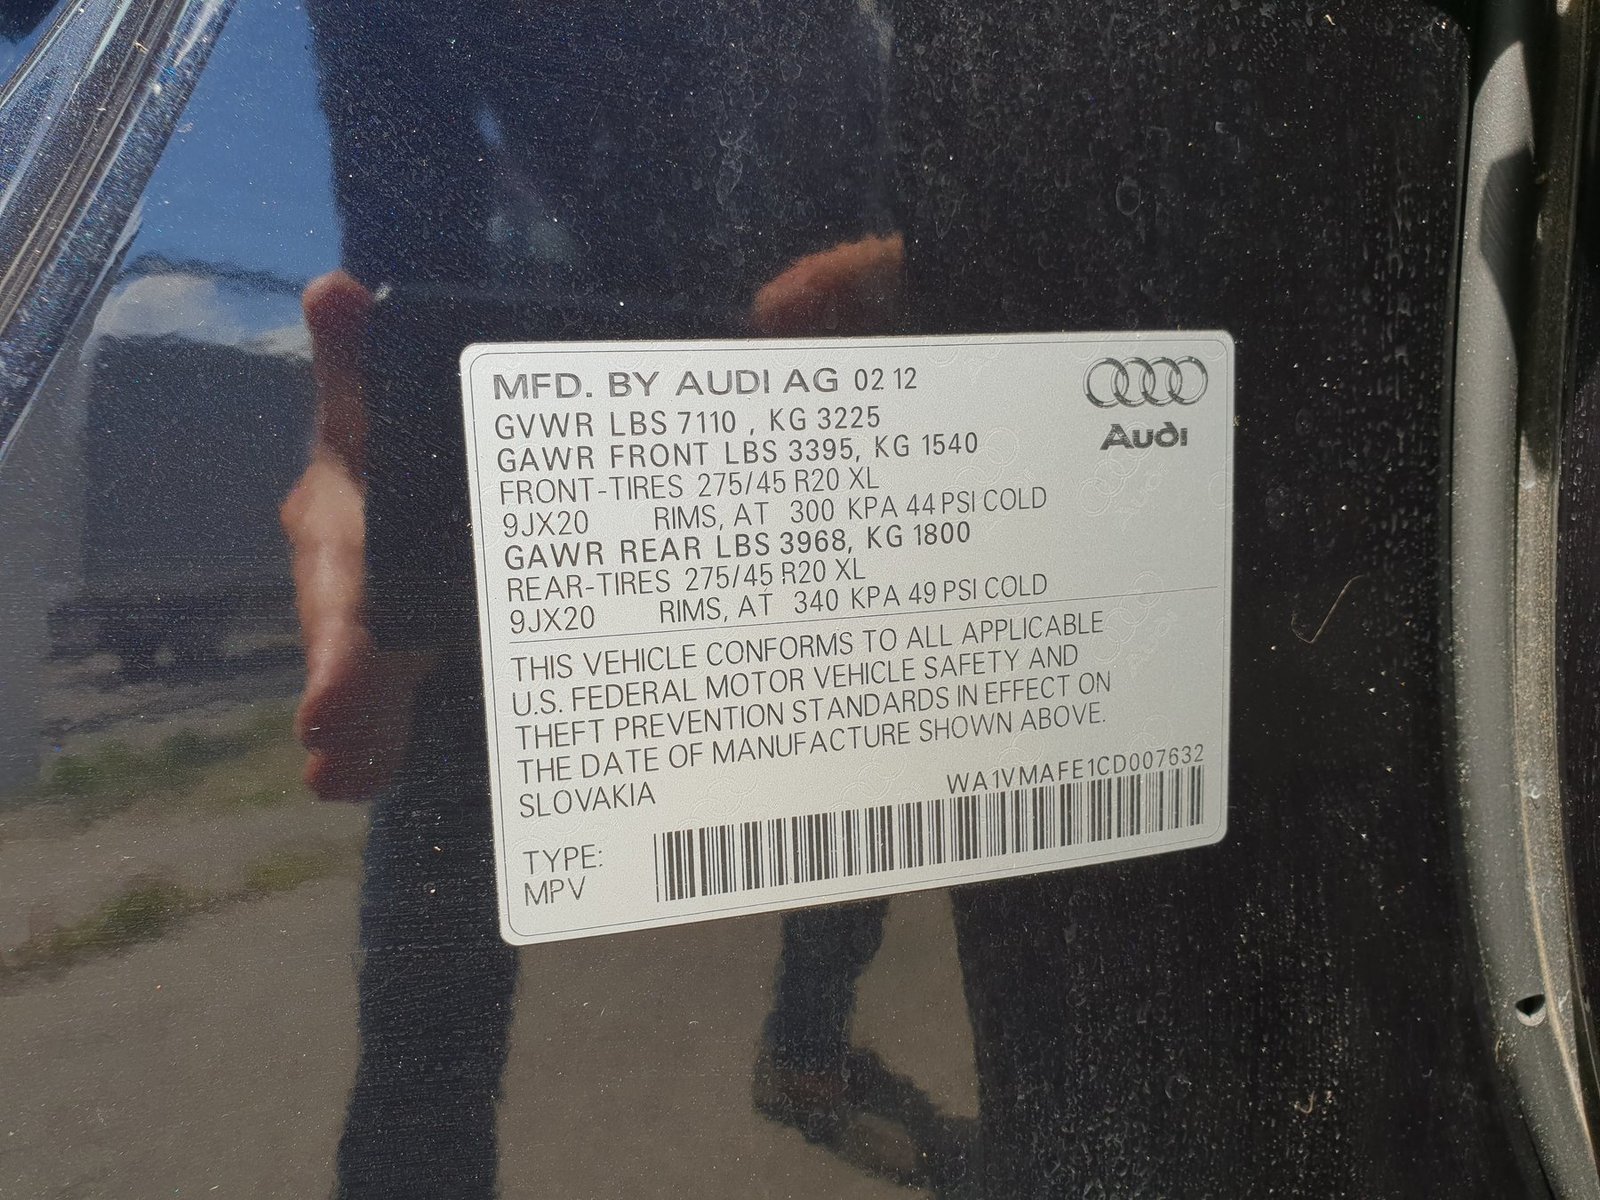 MFD. BY AUDI AG 02 12
Audi
GVWR LBS 7110 , KG 3225
GAWR FRONT LBS 3395, KG 1540
FRONT-TIRES 275/45 R20 XL
9JX20 RIMS, AT 300 KPA 44 PSI COLD
GAWR REAR LBS 3968, KG 1800
REAR-TIRES 275/45 R20 XL
9JX20 RIMS, AT 340 KPA 49 PSI COLD
THIS VEHICLE CONFORMS TO ALL APPLICABLE
U.S. FEDERAL MOTOR VEHICLE SAFETY AND
THEFT PREVENTION STANDARDS IN EFFECT ON
THE DATE OF MANUFACTURE SHOWN ABOVE.
SLOVAKIA
WA1VMAFE1CD007632
TYPE:
MPV